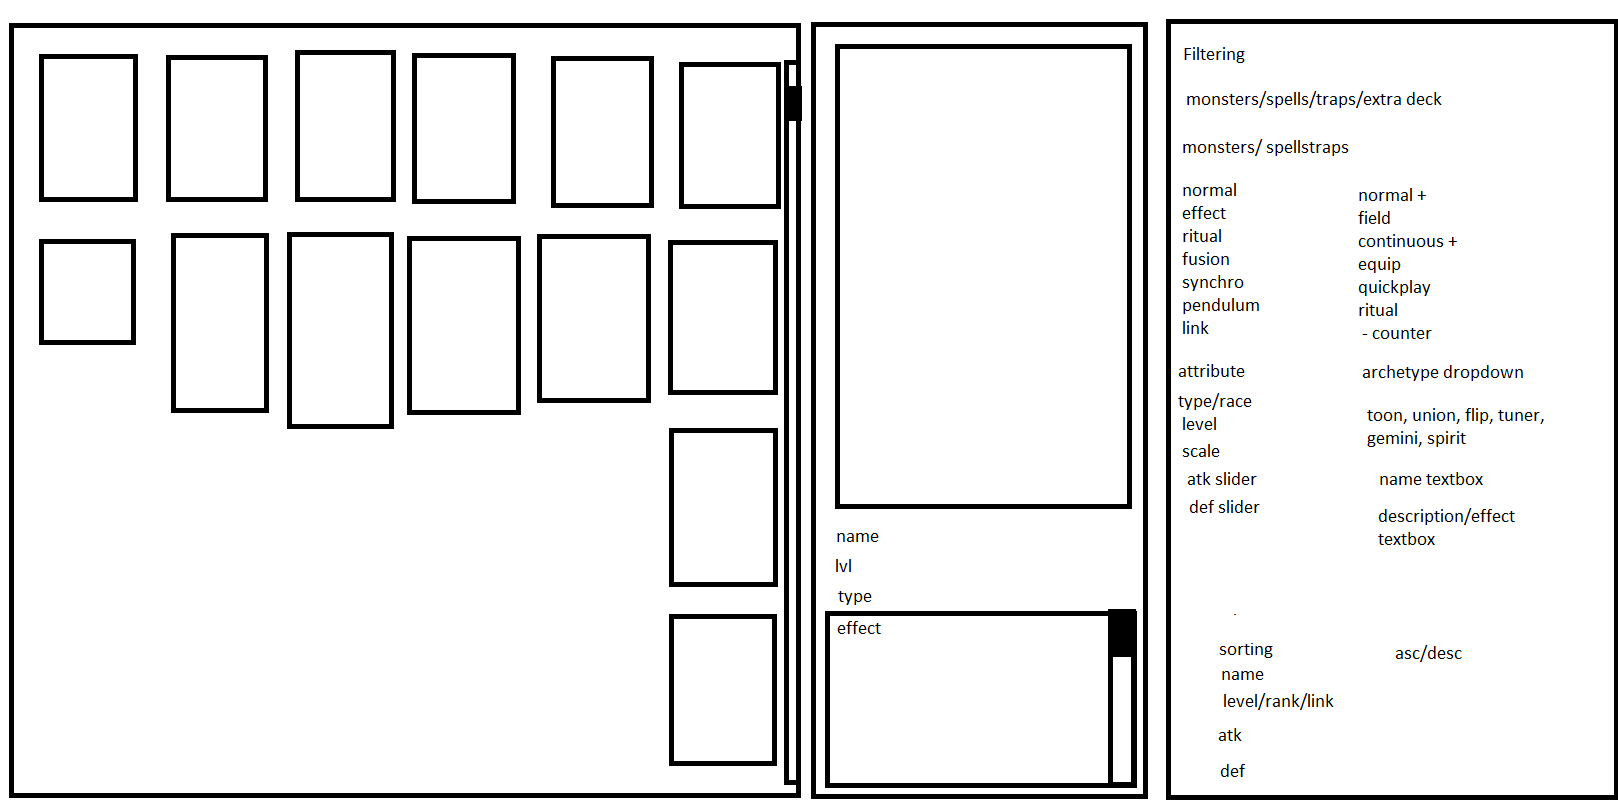 name
lvl
type
effect
Filtering
monsters/spells/traps/extra deck
monsters/ spellstraps
normal
effect
ritual
fusion
synchro
pendulum
link
normal +
field
continuous +
equip
quickplay
ritual
- counter
attribute
type/race
level
scale
atk slider
def slider
archetype dropdown
toon, union, flip, tuner,
gemini, spirit
name textbox
description/effect
textbox
sorting
name
level/rank/link
atk
def
asc/desc